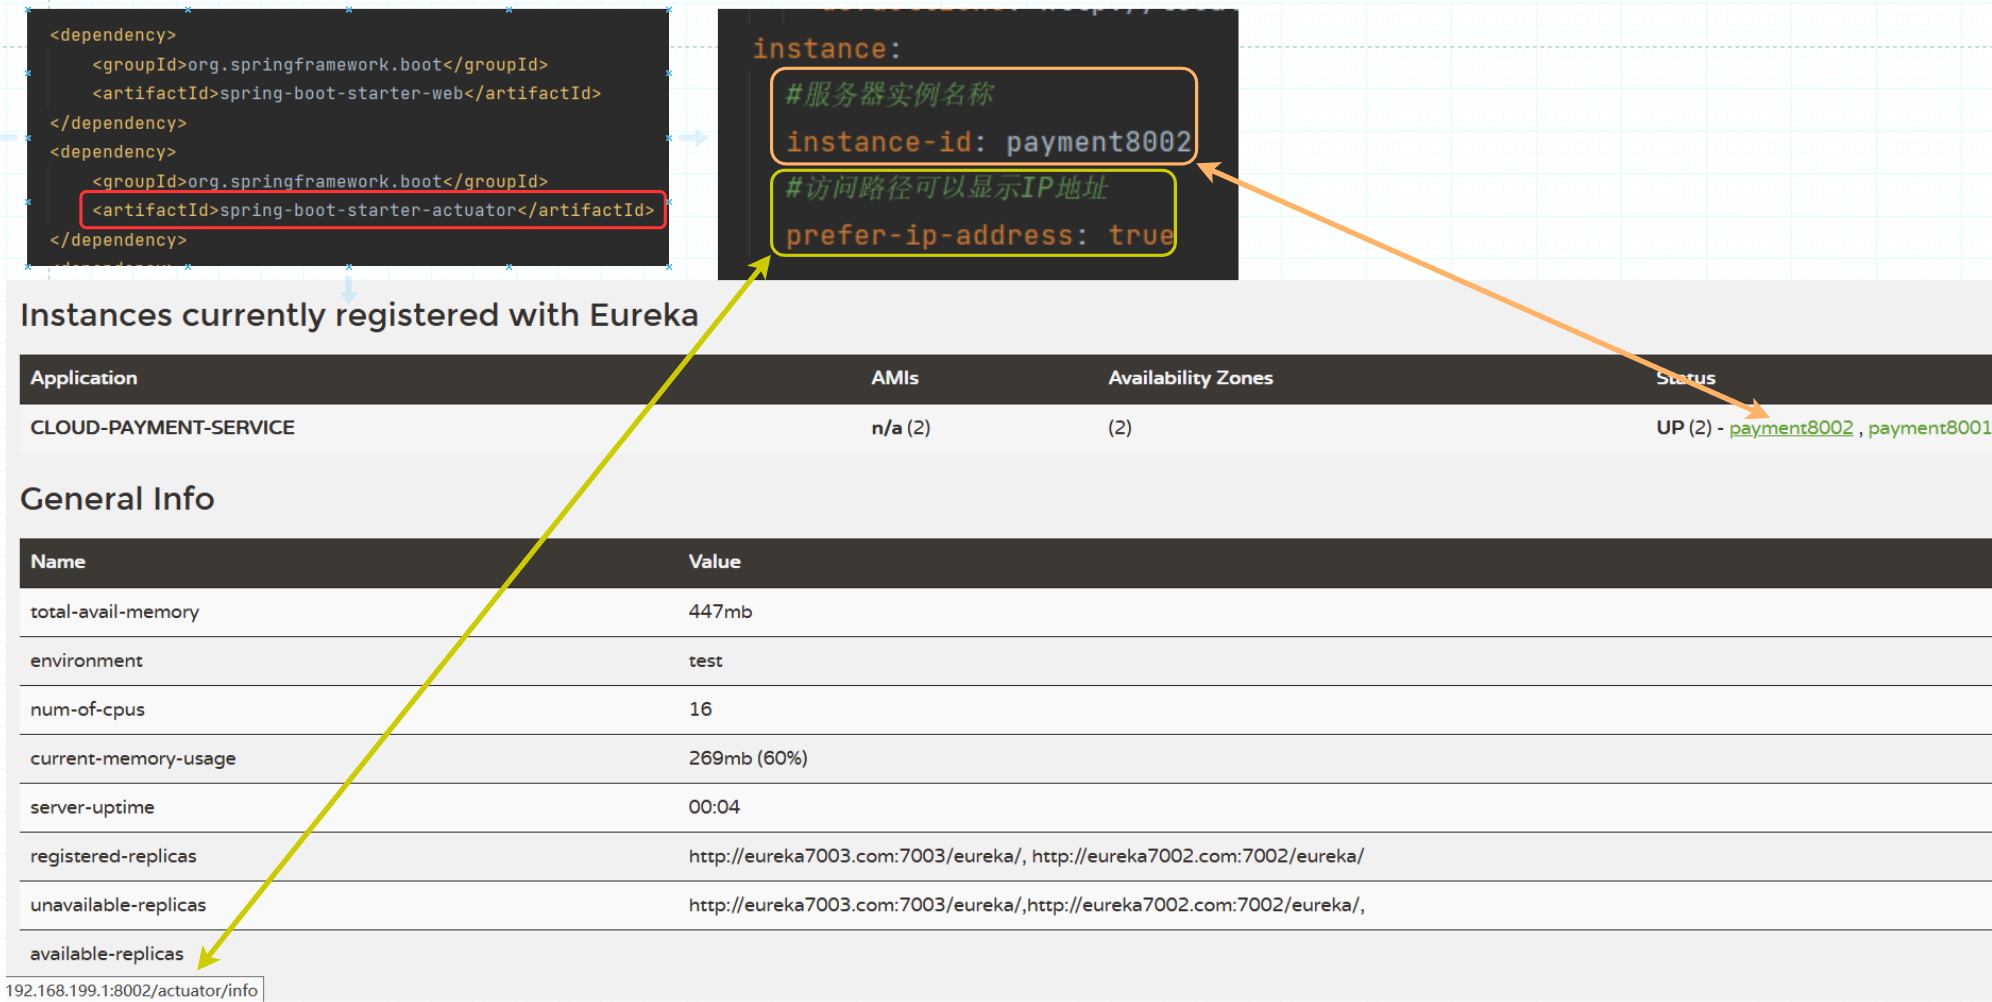 <dependency>
<groupId>org.springframework.boot</groupId>
<artifactId>spring-boot-starter-web</artifactId>
</dependency>
<dependency>
<groupId>org.springframework.boot</groupId>
<artifactId>spring-boot-starter-actuator</artifactId>
</dependency>
instance:
#服务器实例名称
instance-id: payment8002
#访问路径可以显示IP地址
prefer-ip-address: true
Instances currently registered with Eureka
Application AMIs Availability Zones Status
CLOUD-PAYMENT-SERVICE n/a (2) (2) UP (2) - payment8002 , payment8001
General Info
Name Value
total-avail-memory 447mb
environment test
num-of-cpus 16
current-memory-usage 269mb (60%)
server-uptime 00:04
registered-replicas http://eureka7003.com:7003/eureka/, http://eureka7002.com:7002/eureka/
unavailable-replicas http://eureka7003.com:7003/eureka/,http://eureka7002.com:7002/eureka/,
available-replicas
192.168.199.1:8002/actuator/info